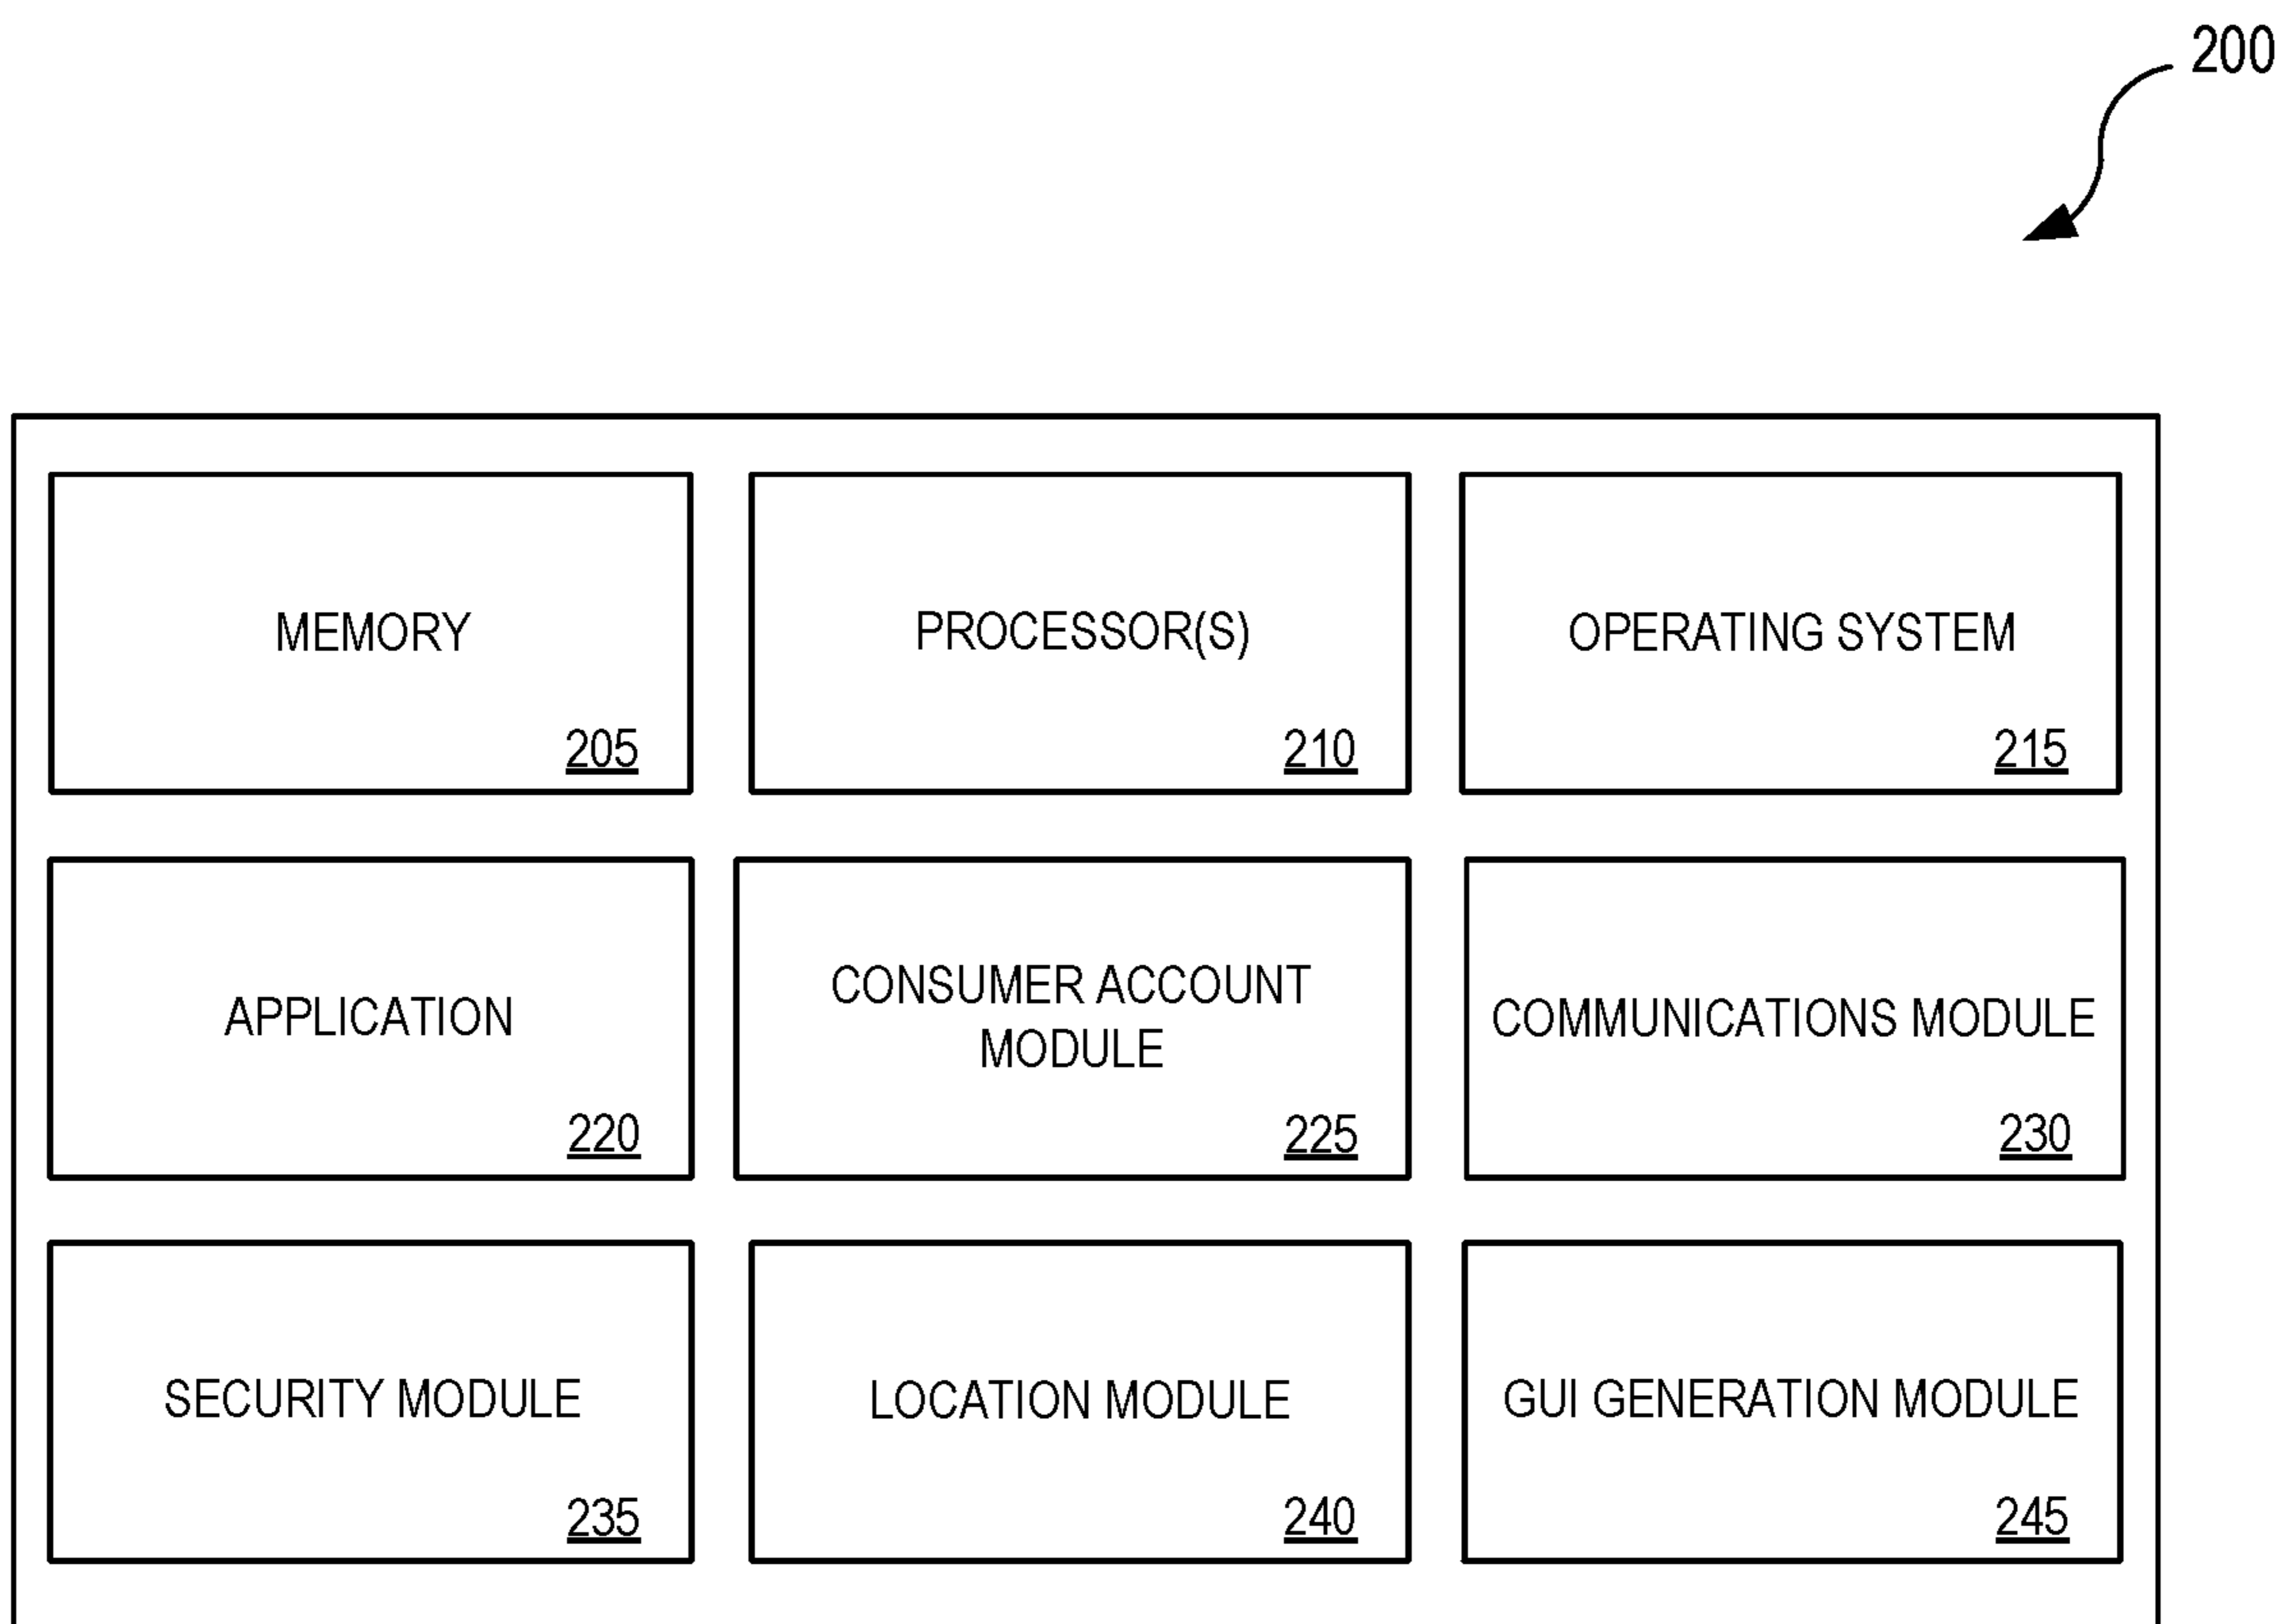 200
MEMORY
205
PROCESSOR(S)
210
OPERATING SYSTEM
215
APPLICATION
220
CONSUMER ACCOUNT
MODULE
225
COMMUNICATIONS MODULE
230
SECURITY MODULE
235
LOCATION MODULE
240
GUI GENERATION MODULE
245